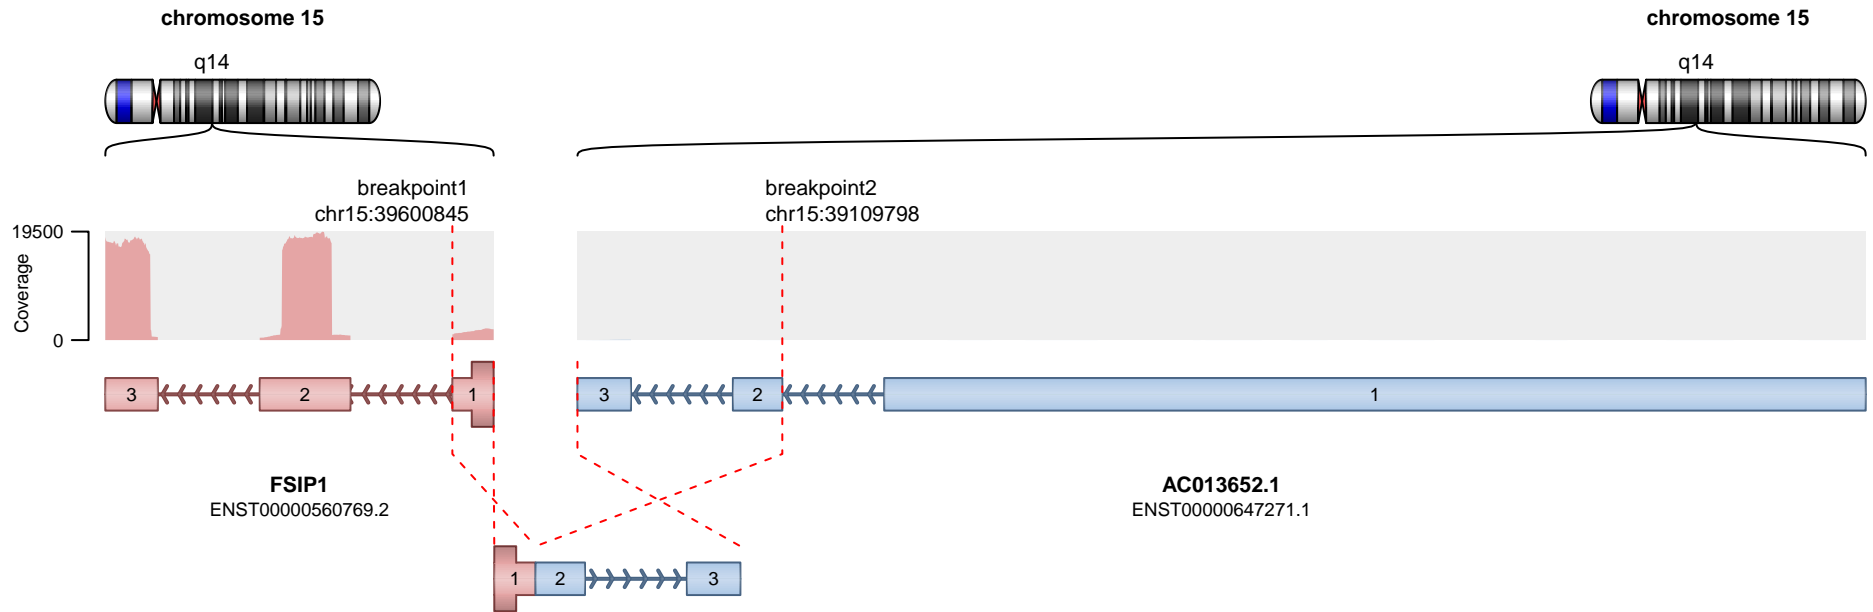 chromosome 15
chromosome 15
q14
q14
breakpoint1
chr15:39600845
breakpoint2
chr15:39109798
19500
Coverage
0
3
2
1
3
2
1
FSIP1
ENST00000560769.2
AC013652.1
ENST00000647271.1
1
2
3